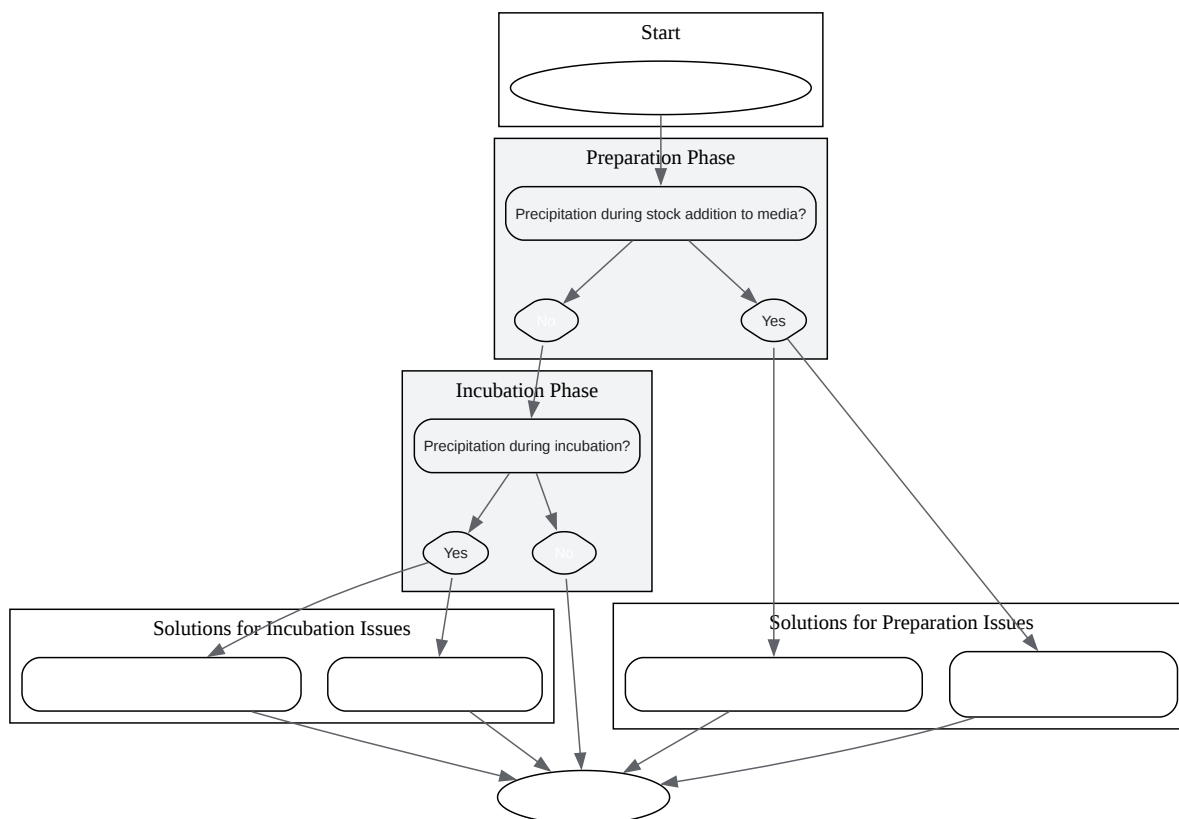 Start
Preparation Phase
Precipitation during stock addition to media?
No
Yes
Incubation Phase
Precipitation during incubation?
Yes
No
Solutions for Incubation Issues
Solutions for Preparation Issues